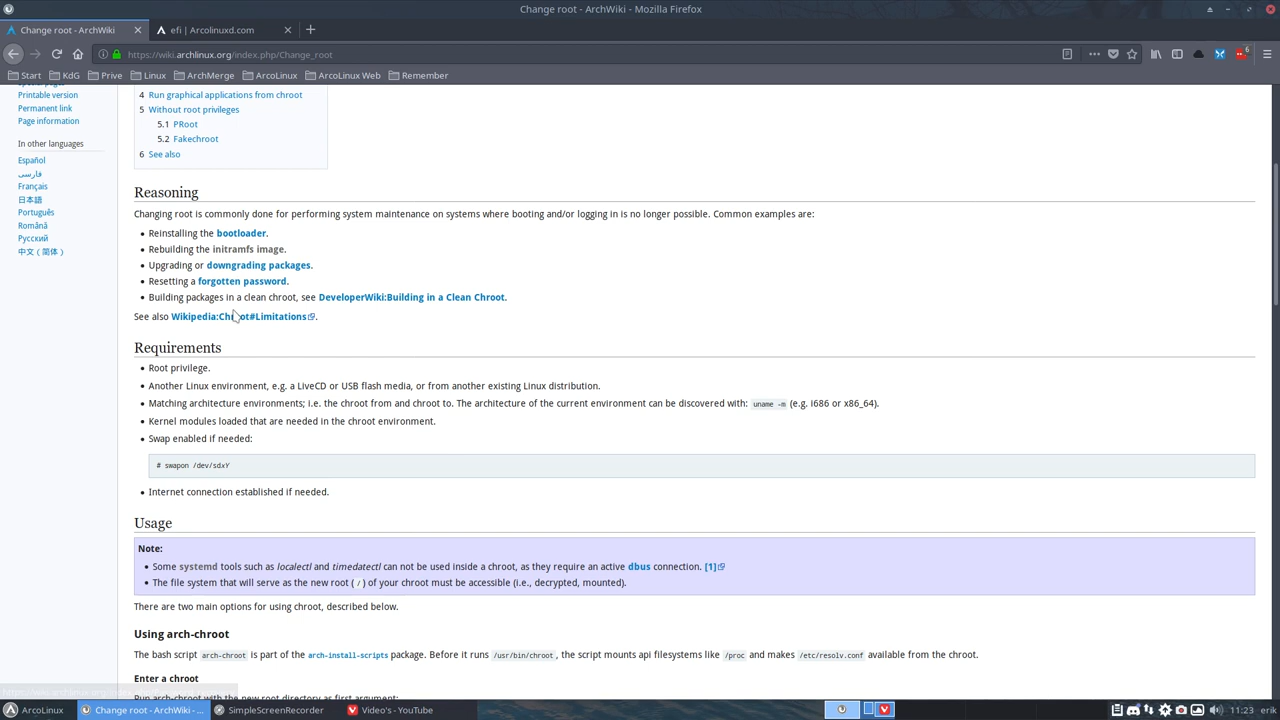 Change root - ArchWiki - Mozilla Firefox
Change root - ArchWiki
efi | Arcolinuxd.com
https://wiki.archlinux.org/index.php/Change_root
6
Start KdG Prive Linux ArchMerge ArcoLinux ArcoLinux Web Remember
Printable version
Permanent link
Page information
In other languages
Español
فارسی
Français
日本語
Português
Română
Русский
中文（简体）
4 Run graphical applications from chroot
5 Without root privileges
5.1 PRoot
5.2 Fakechroot
6 See also
Reasoning
Changing root is commonly done for performing system maintenance on systems where booting and/or logging in is no longer possible. Common examples are:
Reinstalling the bootloader.
Rebuilding the initramfs image.
Upgrading or downgrading packages.
Resetting a forgotten password.
Building packages in a clean chroot, see DeveloperWiki:Building in a Clean Chroot.
See also Wikipedia:Chroot#Limitations.
Requirements
Root privilege.
Another Linux environment, e.g. a LiveCD or USB flash media, or from another existing Linux distribution.
Matching architecture environments; i.e. the chroot from and chroot to. The architecture of the current environment can be discovered with: uname -m (e.g. i686 or x86_64).
Kernel modules loaded that are needed in the chroot environment.
Swap enabled if needed:
# swapon /dev/sdxY
Internet connection established if needed.
Usage
Note:
Some systemd tools such as localectl and timedatectl can not be used inside a chroot, as they require an active dbus connection. [1]
The file system that will serve as the new root (/) of your chroot must be accessible (i.e., decrypted, mounted).
There are two main options for using chroot, described below.
Using arch-chroot
The bash script arch-chroot is part of the arch-install-scripts package. Before it runs /usr/bin/chroot, the script mounts api filesystems like /proc and makes /etc/resolv.conf available from the chroot.
Enter a chroot
Run arch-chroot with the new root directory as first argument:
ArcoLinux
Change root - ArchWiki - ...
SimpleScreenRecorder
Video's - YouTube
11:23 erik